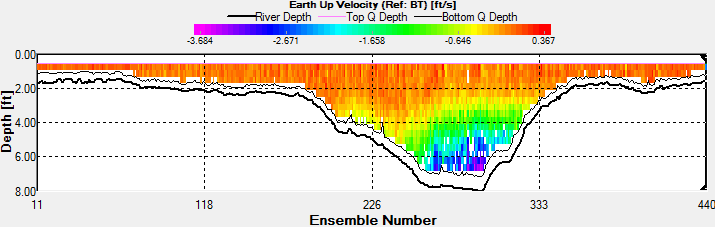 Earth Up Velocity (Ref: BT) [ft/s]
River Depth Top Q Depth Bottom Q Depth
-3.684 -2.671 -1.658 -0.646 0.367
0.00
2.00
4.00
6.00
8.00
Depth [ft]
11 118 226 333 440
Ensemble Number